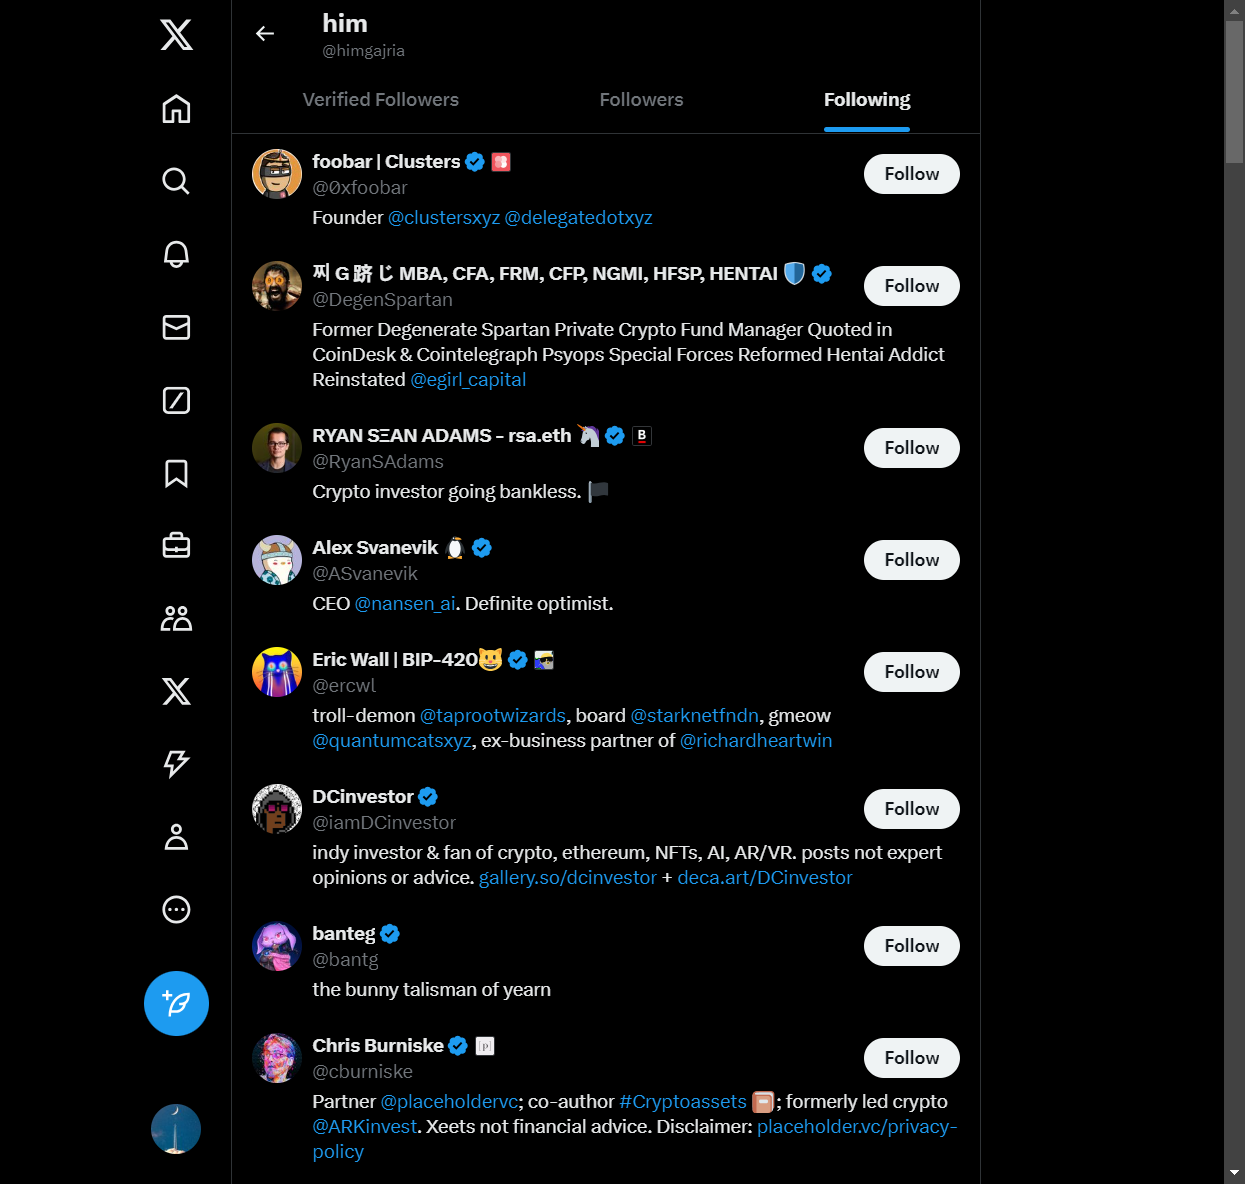 him
@himgajria
Verified Followers
Followers
Following
foobar | Clusters
@0xfoobar
Follow
Founder @clustersxyz @delegatedotxyz
찌 G 跻 じ MBA, CFA, FRM, CFP, NGMI, HFSP, HENTAI 🛡️
@DegenSpartan
Follow
Former Degenerate Spartan Private Crypto Fund Manager Quoted in
CoinDesk & Cointelegraph Psyops Special Forces Reformed Hentai Addict
Reinstated @egirl_capital
RYAN SΞAN ADAMS - rsa.eth 🦄 B
@RyanSAdams
Follow
Crypto investor going bankless. 🏴
Alex Svanevik 🐧
@ASvanevik
Follow
CEO @nansen_ai. Definite optimist.
Eric Wall | BIP-420😺
@ercwl
Follow
troll-demon @taprootwizards, board @starknetfndn, gmeow
@quantumcatsxyz, ex-business partner of @richardheartwin
DCinvestor
@iamDCinvestor
Follow
indy investor & fan of crypto, ethereum, NFTs, AI, AR/VR. posts not expert
opinions or advice. gallery.so/dcinvestor + deca.art/DCinvestor
banteg
@bantg
Follow
the bunny talisman of yearn
Chris Burniske [p]
@cburniske
Follow
Partner @placeholdervc; co-author #Cryptoassets 📔; formerly led crypto
@ARKinvest. Xeets not financial advice. Disclaimer: placeholder.vc/privacy-
policy